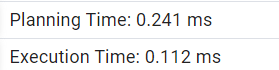 Planning Time: 0.241 ms
Execution Time: 0.112 ms